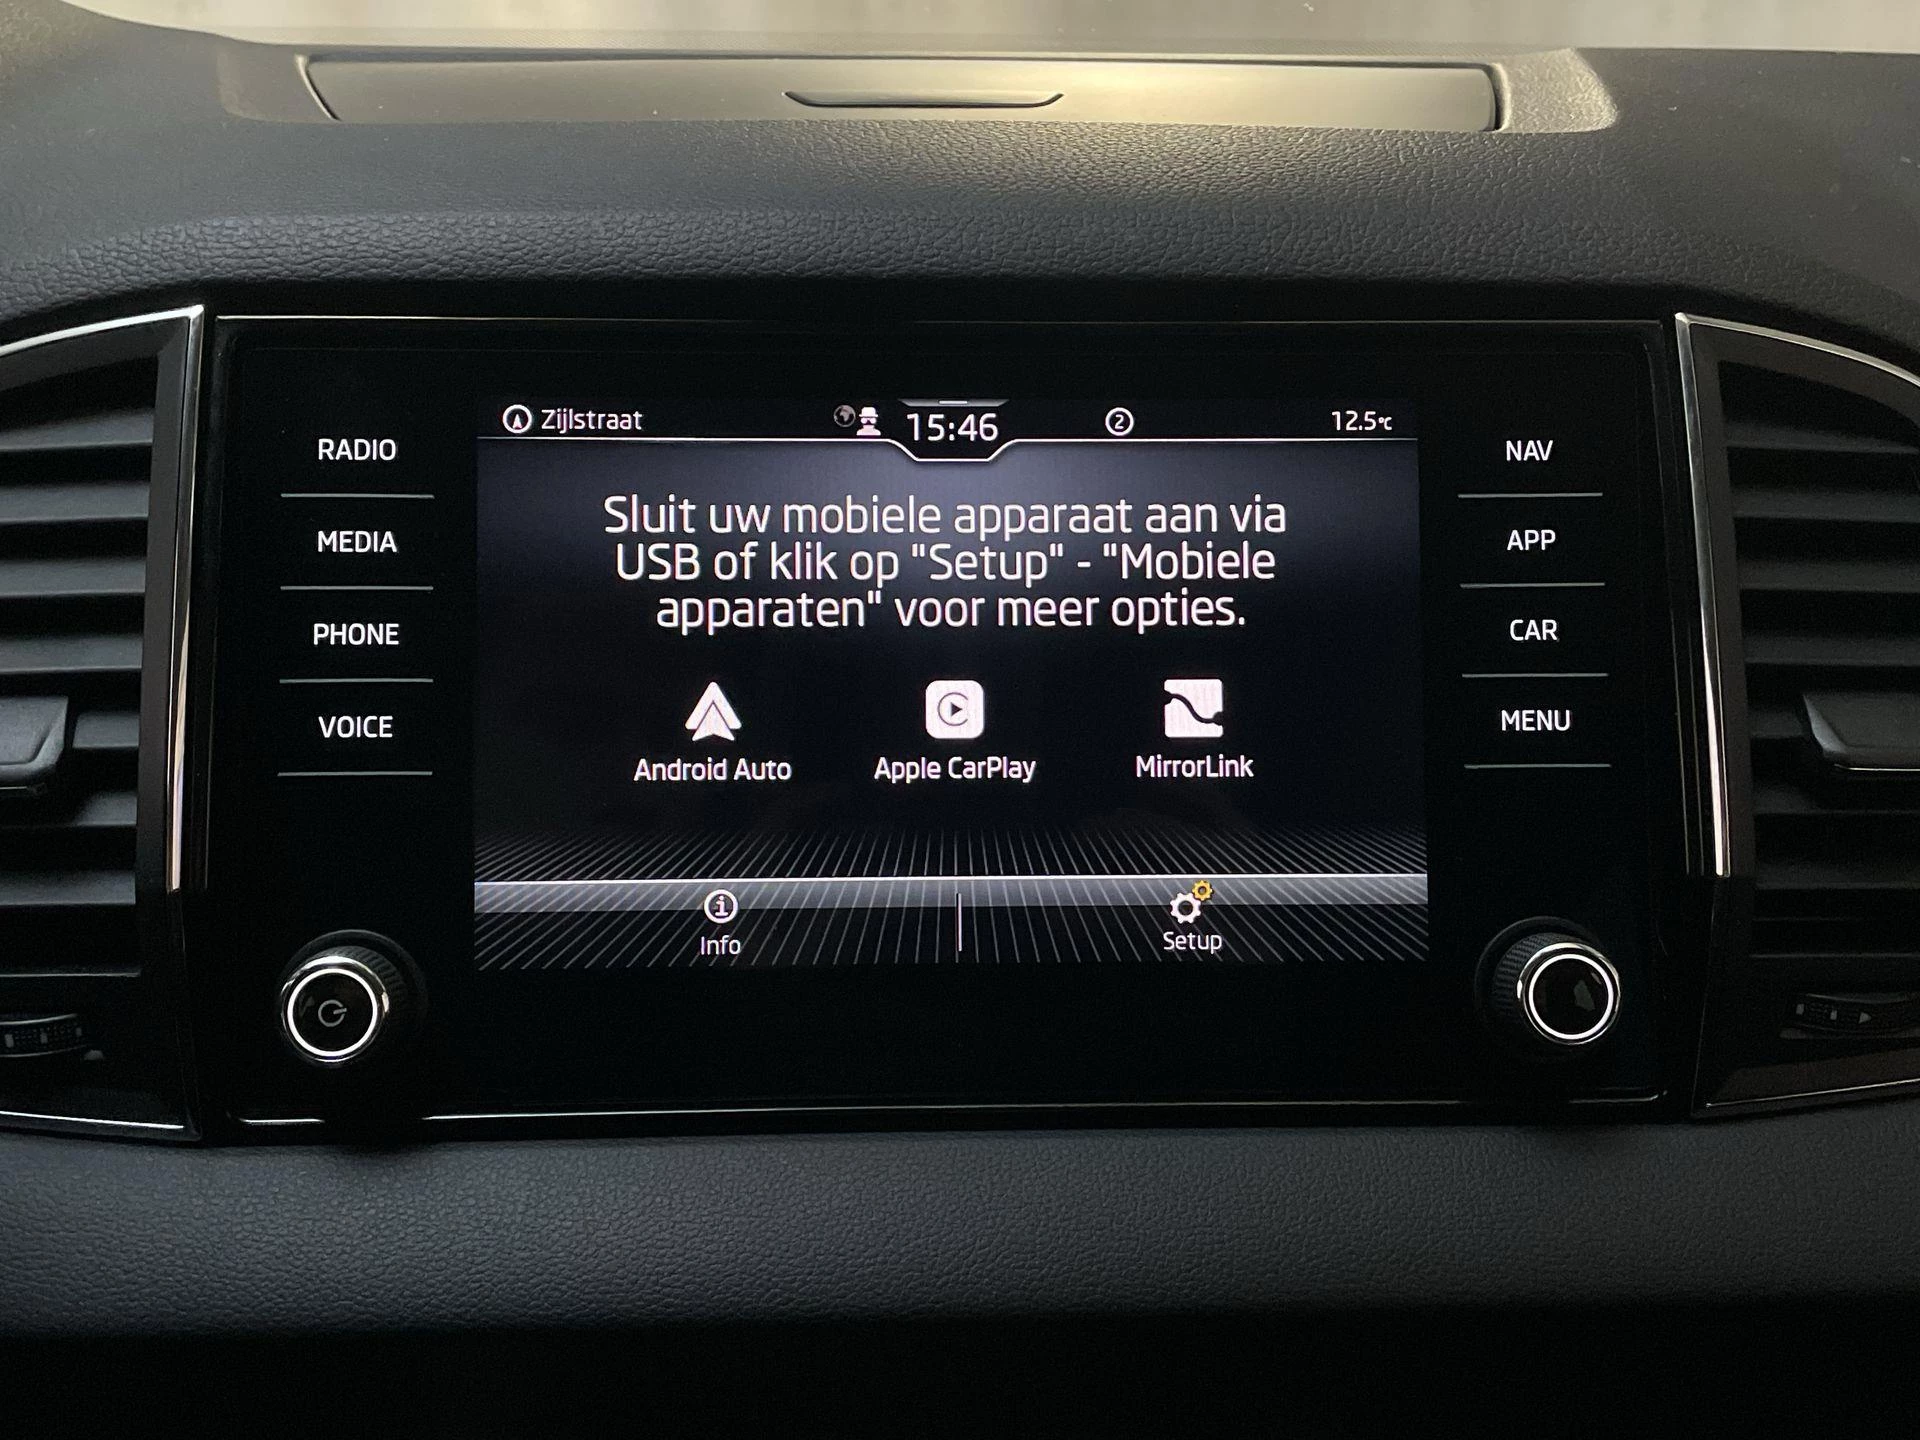 Zijlstraat
15:46
2
12.5°C
RADIO
MEDIA
PHONE
VOICE
Sluit uw mobiele apparaat aan via
USB of klik op "Setup" - "Mobiele
apparaten" voor meer opties.
Android Auto
Apple CarPlay
MirrorLink
Info
Setup
NAV
APP
CAR
MENU